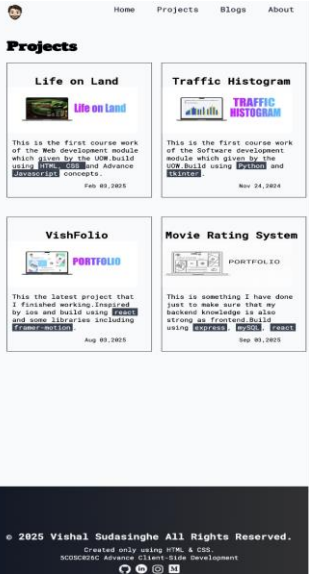 Home Projects Blogs About
Projects
Life on Land
Life on Land
This is the first course work
of the Web development module
which given by the UOW.build
using HTML, CSS and Advance
Javascript concepts.
Feb 03,2025
Traffic Histogram
TRAFFIC
HISTOGRAM
This is the first course work
of the Software development
module which given by the
UOW.Build using Python and
tkinter.
Nov 24,2024
VishFolio
PORTFOLIO
This the latest project that
I finished working.Inspired
by ios and build using react
and some libraries including
framer-motion.
Aug 03,2025
Movie Rating System
PORTFOLIO
This is something I have done
just to make sure that my
backend knowledge is also
strong as frontend.Build
using express, mySQL, react
Sep 03,2025
© 2025 Vishal Sudasinghe All Rights Reserved.
Created only using HTML & CSS.
5COSC026C Advance Client-Side Development